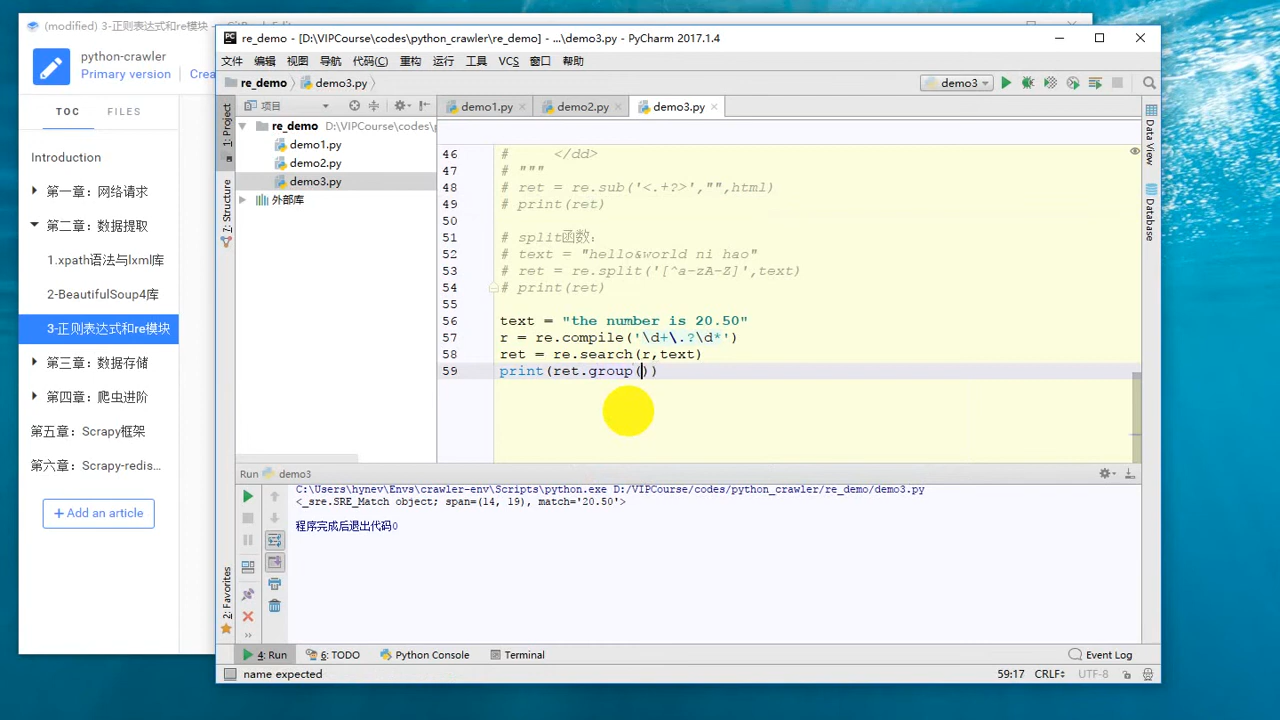 (modified) 3-正则表达式和re模块
python-crawler
Primary version
TOC
FILES
Introduction
第一章：网络请求
第二章：数据提取
1.xpath语法与lxml库
2-BeautifulSoup4库
3-正则表达式和re模块
第三章：数据存储
第四章：爬虫进阶
第五章：Scrapy框架
第六章：Scrapy-redis...
+ Add an article
re_demo - [D:\VIPCourse\codes\python_crawler\re_demo] - ...\demo3.py - PyCharm 2017.1.4
文件 编辑 视图 导航 代码(C) 重构 运行 工具 VCS 窗口 帮助
re_demo demo3.py
demo3
1: Project
7: Structure
2: Favorites
项目
re_demo D:\VIPCourse\codes\p
demo1.py
demo2.py
demo3.py
外部库
demo1.py demo2.py demo3.py
46 # </dd>
47 # """
48 # ret = re.sub('<.+?>',"",html)
49 # print(ret)
50
51 # split函数：
52 # text = "hello&world ni hao"
53 # ret = re.split('[^a-zA-Z]',text)
54 # print(ret)
55
56 text = "the number is 20.50"
57 r = re.compile('\d+\.?\d*')
58 ret = re.search(r,text)
59 print(ret.group())
Data View
Database
Run demo3
C:\Users\hynev\Envs\crawler-env\Scripts\python.exe D:/VIPCourse/codes/python_crawler/re_demo/demo3.py
<_sre.SRE_Match object; span=(14, 19), match='20.50'>
程序完成后退出代码0
4: Run 6: TODO Python Console Terminal Event Log
name expected 59:17 CRLF UTF-8